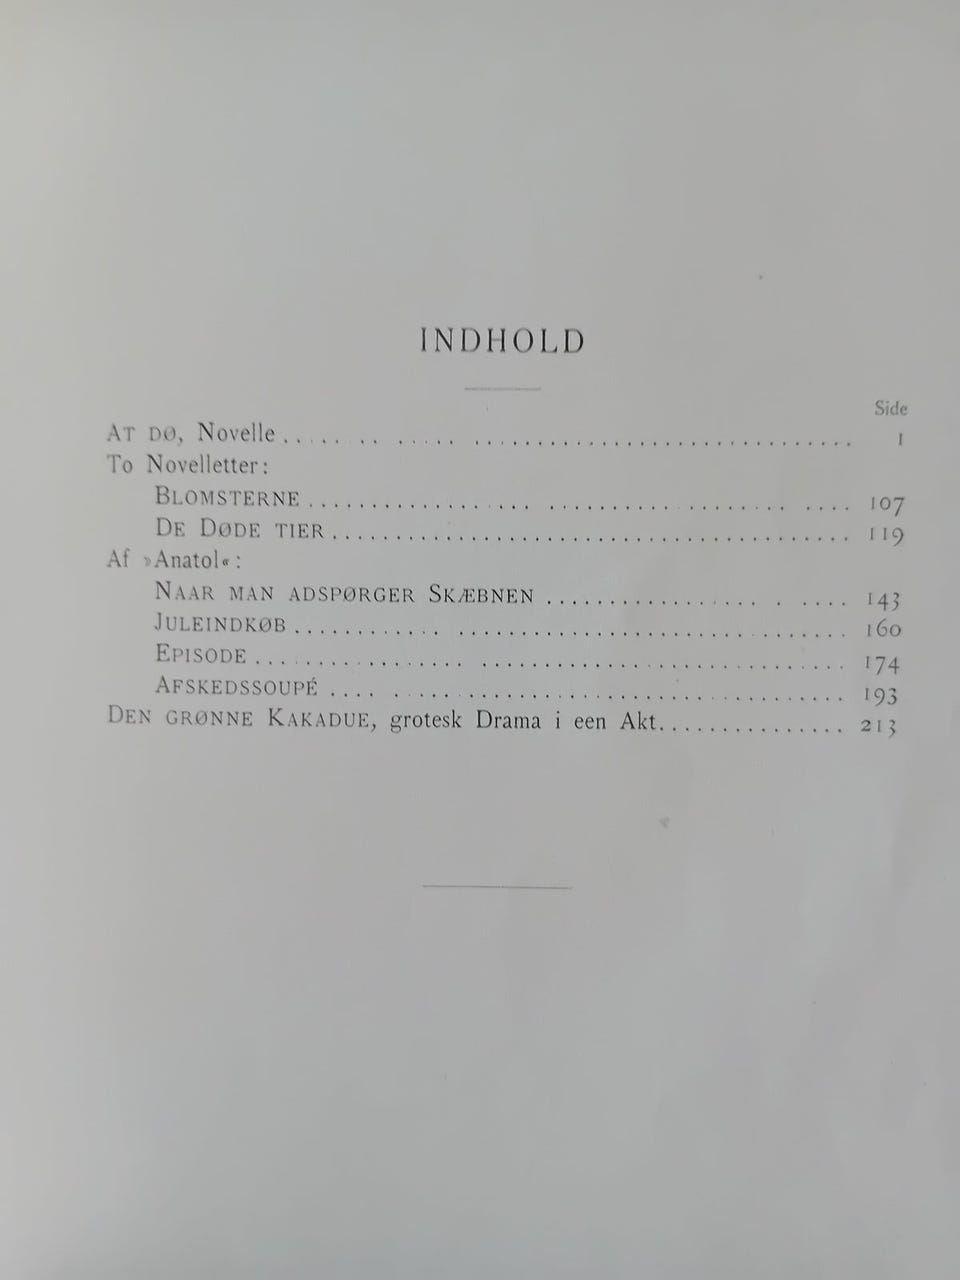 INDHOLD
Side
AT DØ, Novelle . . . . . . . . . . . . . . . . . . . . . . . . . . . . . . 1
To Novelletter:
BLOMSTERNE . . . . . . . . . . . . . . . . . . . . . . . . . . . . . . 107
DE DØDE TIER . . . . . . . . . . . . . . . . . . . . . . . . . . . . . . 119
Af »Anatol«:
NAAR MAN ADSPØRGER SKÆBNEN . . . . . . . . . . . . . . . . . . 143
JULEINDKØB . . . . . . . . . . . . . . . . . . . . . . . . . . . . . . 160
EPISODE . . . . . . . . . . . . . . . . . . . . . . . . . . . . . . 174
AFSKEDSSOUPÉ . . . . . . . . . . . . . . . . . . . . . . . . . . . . 193
DEN GRØNNE KAKADUE, grotesk Drama i een Akt. . . . . . . . . . . . . . . 213